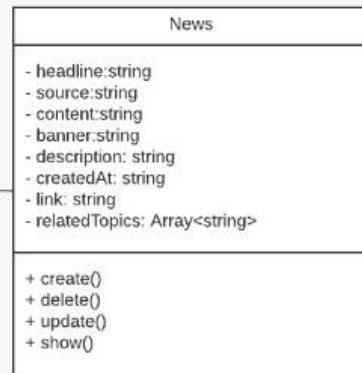 News
- headline:string
- source:string
- content:string
- banner:string
- description: string
- createdAt: string
- link: string
- relatedTopics: Array<string>
+ create()
+ delete()
+ update()
+ show()